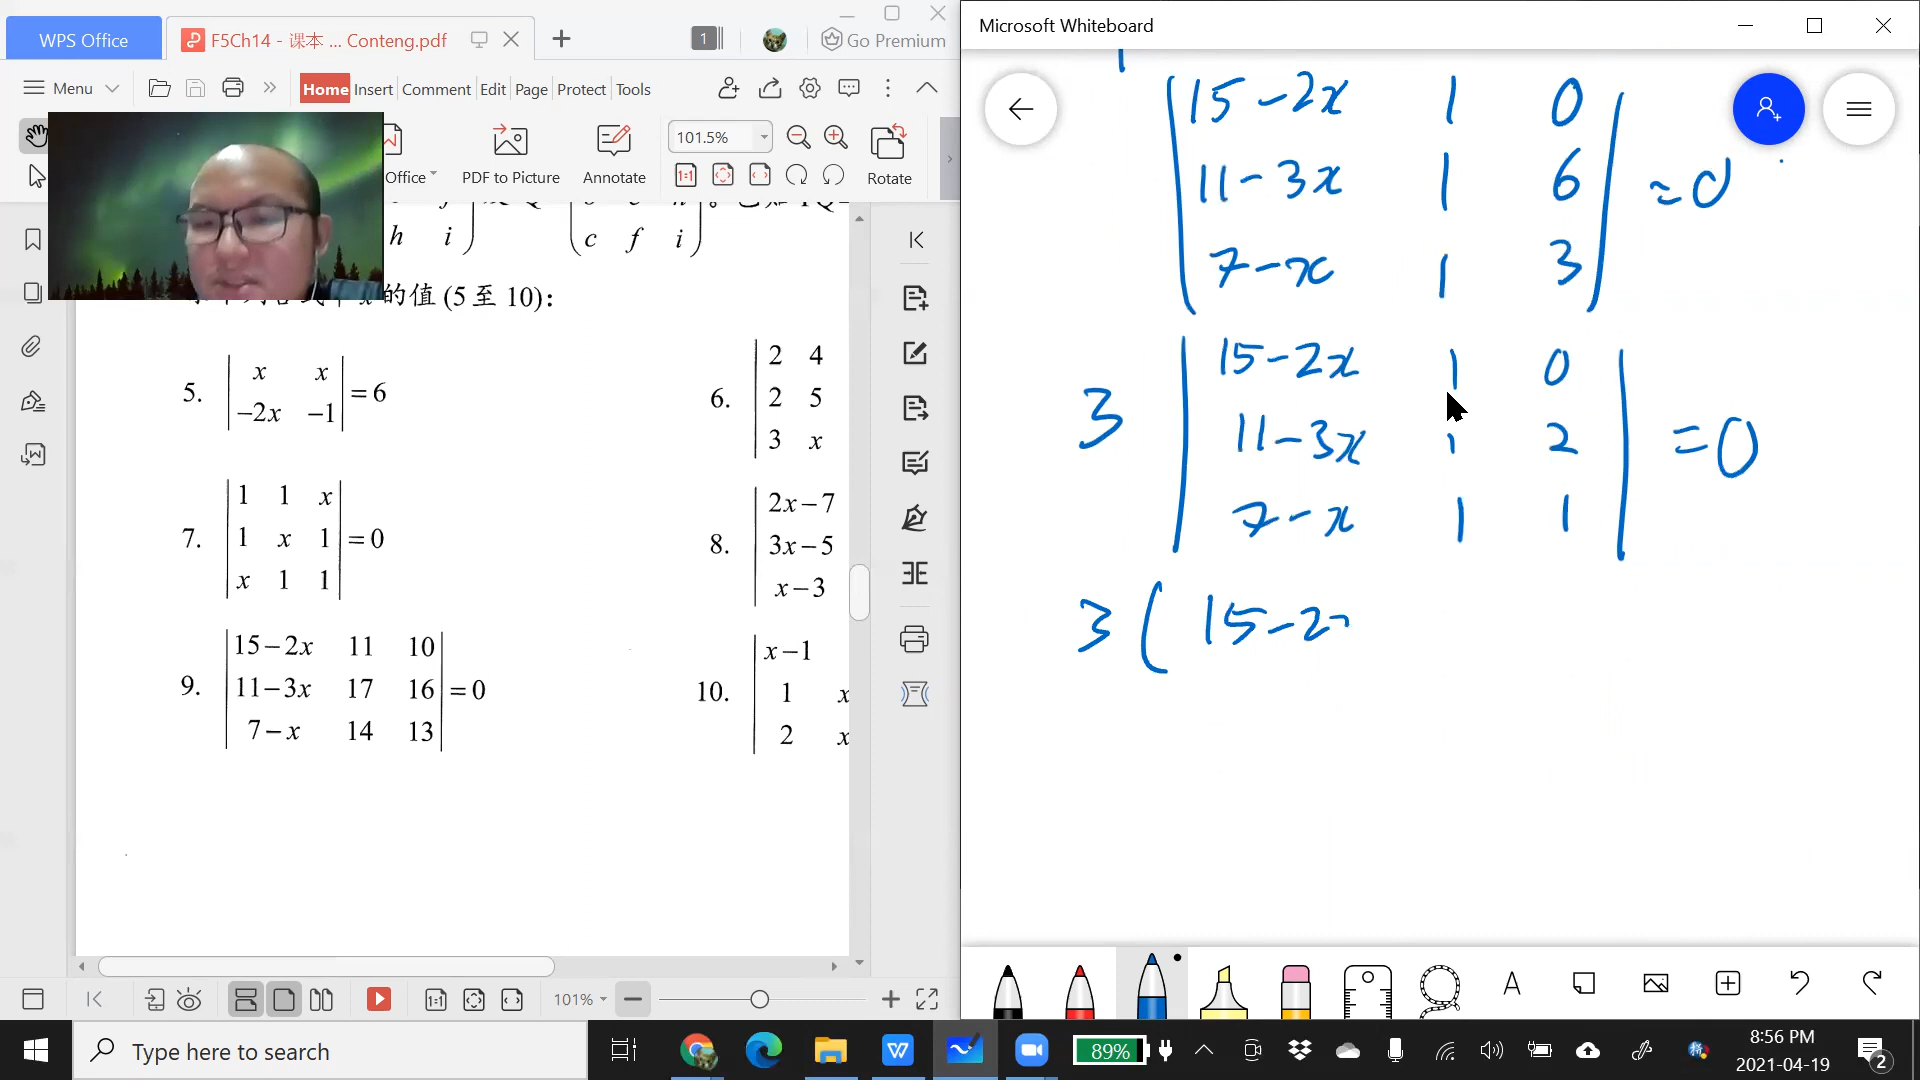 WPS Office
F5Ch14 - 课本 ... Conteng.pdf
1
Go Premium
Menu
Home Insert Comment Edit Page Protect Tools
Office
PDF to Picture
Annotate
101.5%
Rotate
h i
c f i
的值 (5 至 10):
5. | x x | = 6
| −2x −1 |
6. | 2 4
| 2 5
| 3 x
7. | 1 1 x |
| 1 x 1 | = 0
| x 1 1 |
8. | 2x − 7
| 3x − 5
| x − 3
9. | 15 − 2x 11 10 |
| 11 − 3x 17 16 | = 0
| 7 − x 14 13 |
10. | x − 1
| 1 x
| 2 x
101%
Microsoft Whiteboard
| 15 − 2x 1 0 |
| 11 − 3x 1 6 | = 0
| 7 − x 1 3 |
3 | 15 − 2x 1 0 |
| 11 − 3x 1 2 | = 0
| 7 − x 1 1 |
3 ( 15 − 2
Type here to search
89%
8:56 PM
2021-04-19
2